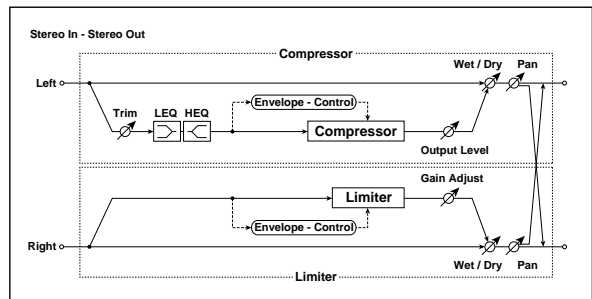 Stereo In - Stereo Out
Compressor
Wet / Dry Pan
Left
Trim LEQ HEQ
Envelope - Control
Compressor
Output Level
Gain Adjust
Limiter
Envelope - Control
Right
Wet / Dry Pan
Limiter